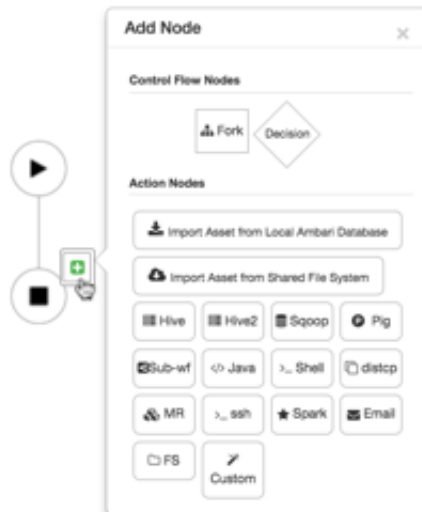 Add Node
Control Flow Nodes
Fork
Decision
Action Nodes
Import Asset from Local Ambari Database
Import Asset from Shared File System
Hive Hive2 Sqoop Pig
Sub-wf Java >_ Shell distcp
MR >_ ssh Spark Email
FS Custom